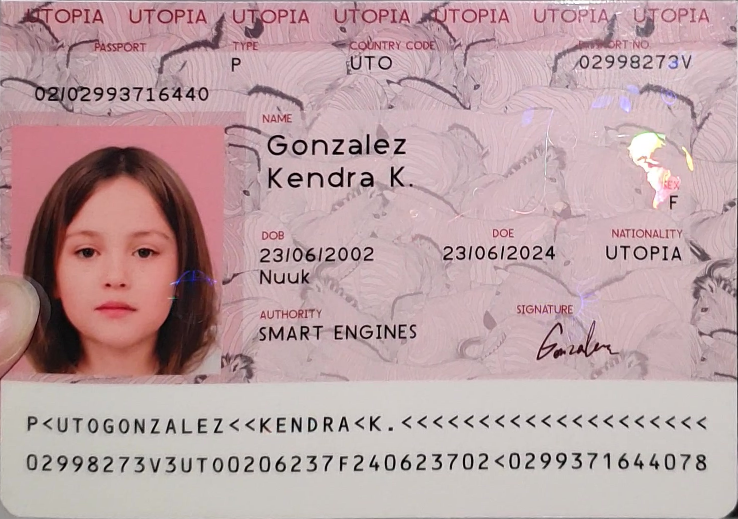 UTOPIA UTOPIA UTOPIA UTOPIA UTOPIA UTOPIA UTOPIA
PASSPORT TYPE COUNTRY CODE PASSPORT NO
P UTO 02998273V
02/02993716440
NAME
Gonzalez
Kendra K.
SEX
F
DOB DOE NATIONALITY
23/06/2002 23/06/2024 UTOPIA
Nuuk
AUTHORITY SIGNATURE
SMART ENGINES Gonzalez
P<UTOGONZALEZ<<KENDRA<K.<<<<<<<<<<<<<<<<<<<<
02998273V3UTO0206237F240623702<0299371644078